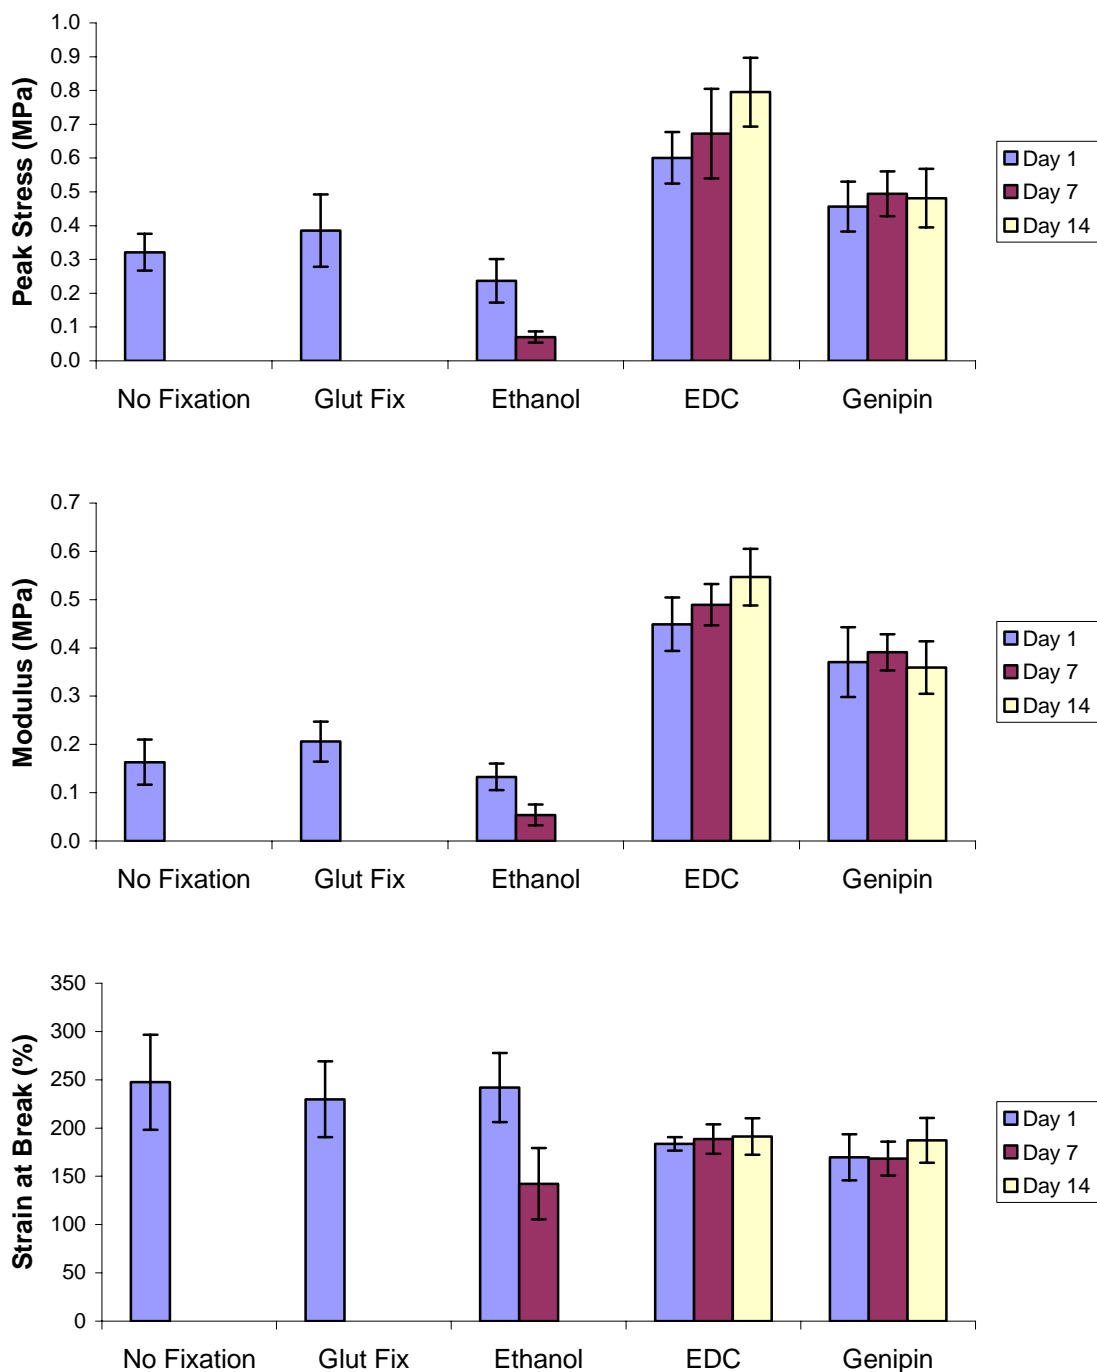 Peak Stress (MPa)
1.0
0.9
0.8
0.7
0.6
0.5
0.4
0.3
0.2
0.1
0.0
No Fixation Glut Fix Ethanol EDC Genipin
Day 1
Day 7
Day 14
Modulus (MPa)
0.7
0.6
0.5
0.4
0.3
0.2
0.1
0.0
No Fixation Glut Fix Ethanol EDC Genipin
Day 1
Day 7
Day 14
Strain at Break (%)
350
300
250
200
150
100
50
0
No Fixation Glut Fix Ethanol EDC Genipin
Day 1
Day 7
Day 14